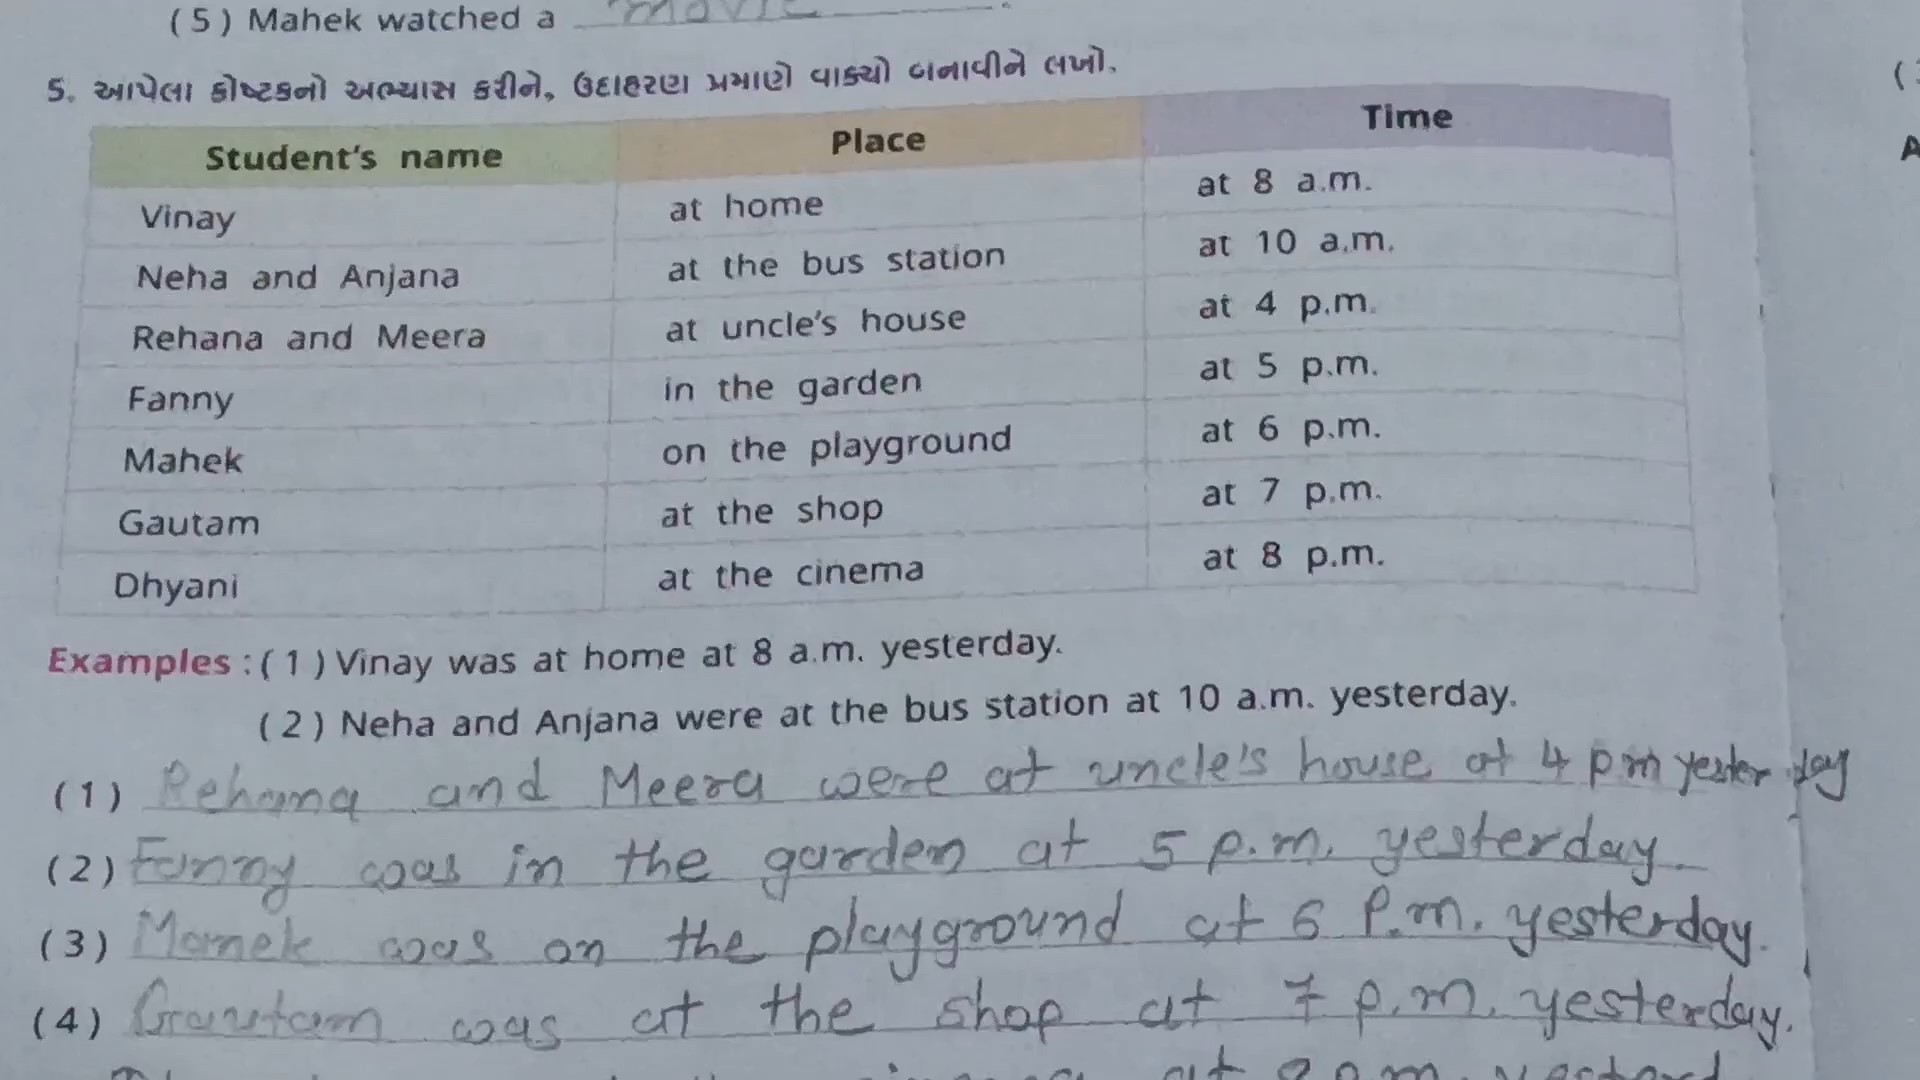 (5) Mahek watched a movie.
5. આપેલા કોષ્ટકનો અભ્યાસ કરીને, ઉદાહરણ પ્રમાણે વાક્યો બનાવીને લખો.
Student's name Place Time
Vinay at home at 8 a.m.
Neha and Anjana at the bus station at 10 a.m.
Rehana and Meera at uncle's house at 4 p.m.
Fanny in the garden at 5 p.m.
Mahek on the playground at 6 p.m.
Gautam at the shop at 7 p.m.
Dhyani at the cinema at 8 p.m.
Examples : (1) Vinay was at home at 8 a.m. yesterday.
(2) Neha and Anjana were at the bus station at 10 a.m. yesterday.
(1) Rehana and Meera were at uncle's house at 4 pm yesterday
(2) Fanny was in the garden at 5 p.m. yesterday.
(3) Mamek was on the playground at 6 P.m. yesterday.
(4) Grautam was at the shop at 7 p.m. yesterday.